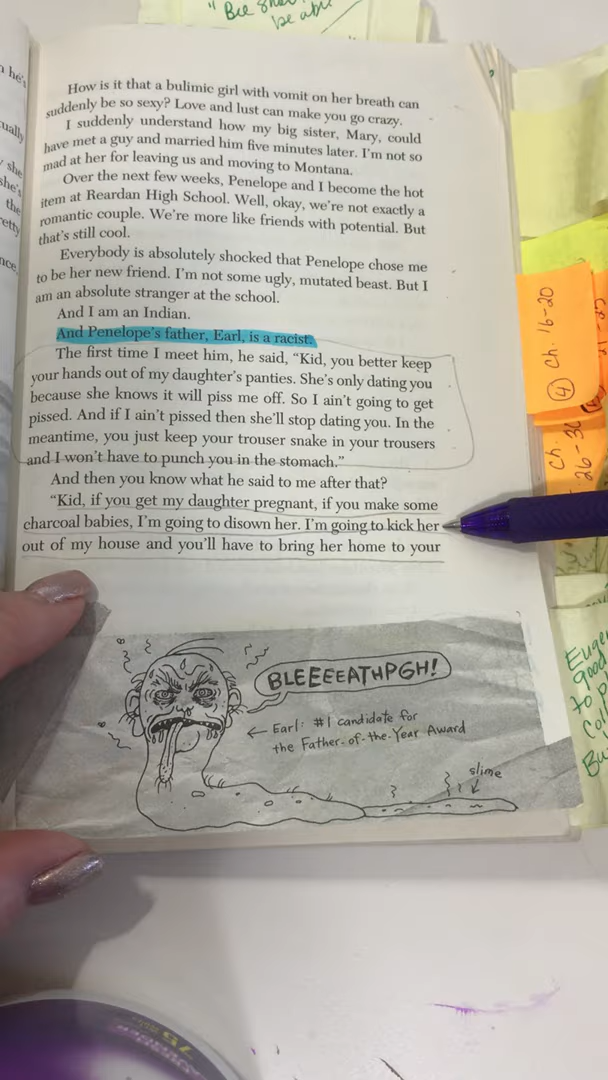 "Bee
be able
How is it that a bulimic girl with vomit on her breath can
suddenly be so sexy? Love and lust can make you go crazy.
I suddenly understand how my big sister, Mary, could
have met a guy and married him five minutes later. I'm not so
mad at her for leaving us and moving to Montana.
Over the next few weeks, Penelope and I become the hot
item at Reardan High School. Well, okay, we're not exactly a
romantic couple. We're more like friends with potential. But
that's still cool.
Everybody is absolutely shocked that Penelope chose me
to be her new friend. I'm not some ugly, mutated beast. But I
am an absolute stranger at the school.
And I am an Indian.
And Penelope's father, Earl, is a racist.
The first time I meet him, he said, "Kid, you better keep
your hands out of my daughter's panties. She's only dating you
because she knows it will piss me off. So I ain't going to get
pissed. And if I ain't pissed then she'll stop dating you. In the
meantime, you just keep your trouser snake in your trousers
and I won't have to punch you in the stomach."
And then you know what he said to me after that?
"Kid, if you get my daughter pregnant, if you make some
charcoal babies, I'm going to disown her. I'm going to kick her
out of my house and you'll have to bring her home to your
BLEEEEATHPGH!
← Earl: #1 candidate for
the Father-of-the-Year Award
slime
④ Ch. 16-20
Ch.
26-30
good
to